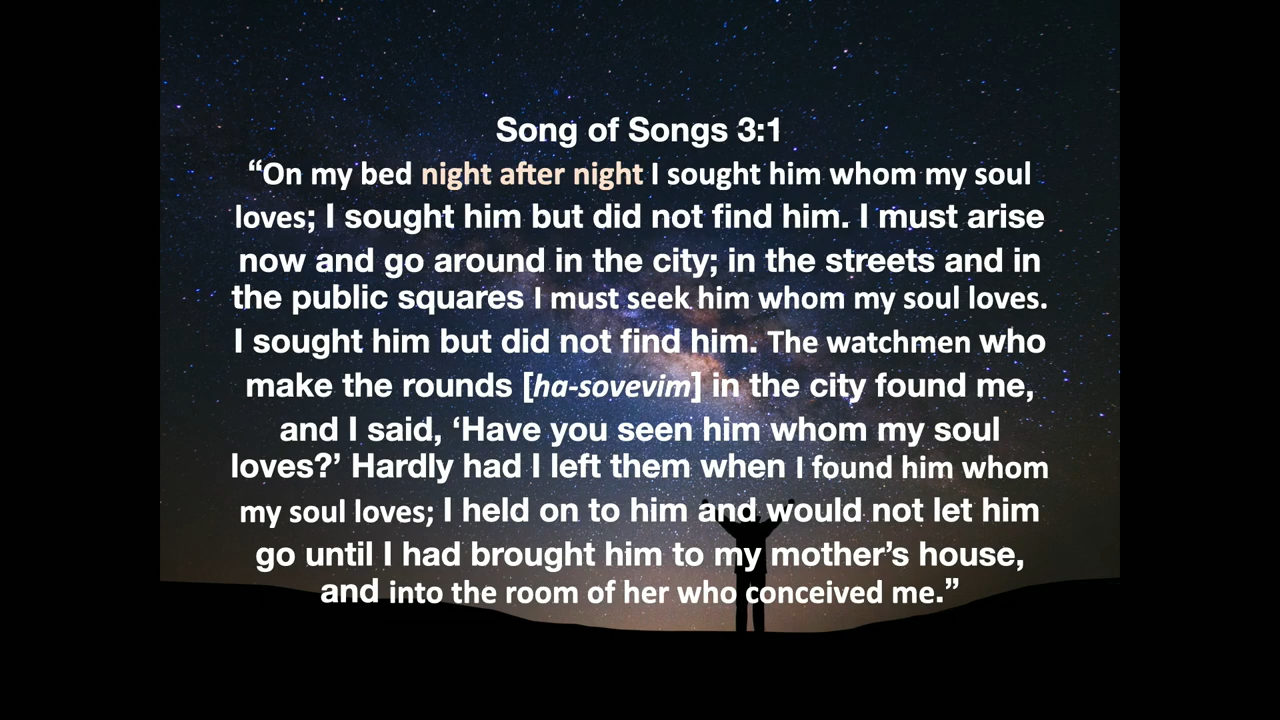 Song of Songs 3:1
“On my bed night after night I sought him whom my soul
loves; I sought him but did not find him. I must arise
now and go around in the city; in the streets and in
the public squares I must seek him whom my soul loves.
I sought him but did not find him. The watchmen who
make the rounds [ha-sovevim] in the city found me,
and I said, ‘Have you seen him whom my soul
loves?’ Hardly had I left them when I found him whom
my soul loves; I held on to him and would not let him
go until I had brought him to my mother’s house,
and into the room of her who conceived me.”